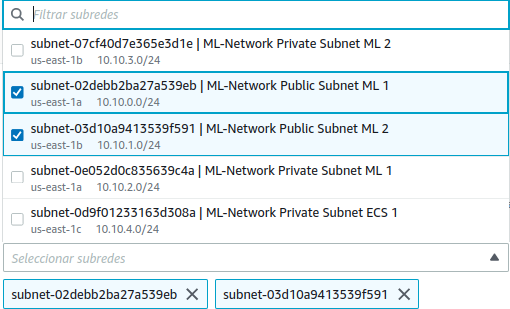 Filtrar subredes
subnet-07cf40d7e365e3d1e | ML-Network Private Subnet ML 2
us-east-1b 10.10.3.0/24
subnet-02debb2ba27a539eb | ML-Network Public Subnet ML 1
us-east-1a 10.10.0.0/24
subnet-03d10a9413539f591 | ML-Network Public Subnet ML 2
us-east-1b 10.10.1.0/24
subnet-0e052d0c835639c4a | ML-Network Private Subnet ML 1
us-east-1a 10.10.2.0/24
subnet-0d9f01233163d308a | ML-Network Private Subnet ECS 1
us-east-1c 10.10.4.0/24
Seleccionar subredes
subnet-02debb2ba27a539eb subnet-03d10a9413539f591